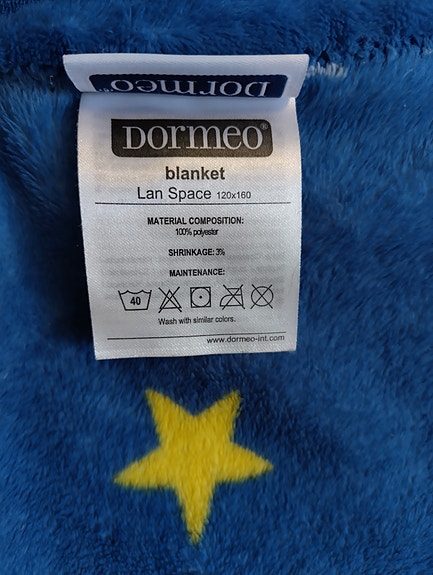 Dormeo
DORMEO®
blanket
Lan Space 120x160
MATERIAL COMPOSITION:
100% polyester
SHRINKAGE: 3%
MAINTENANCE:
40
Wash with similar colors.
www.dormeo-int.com